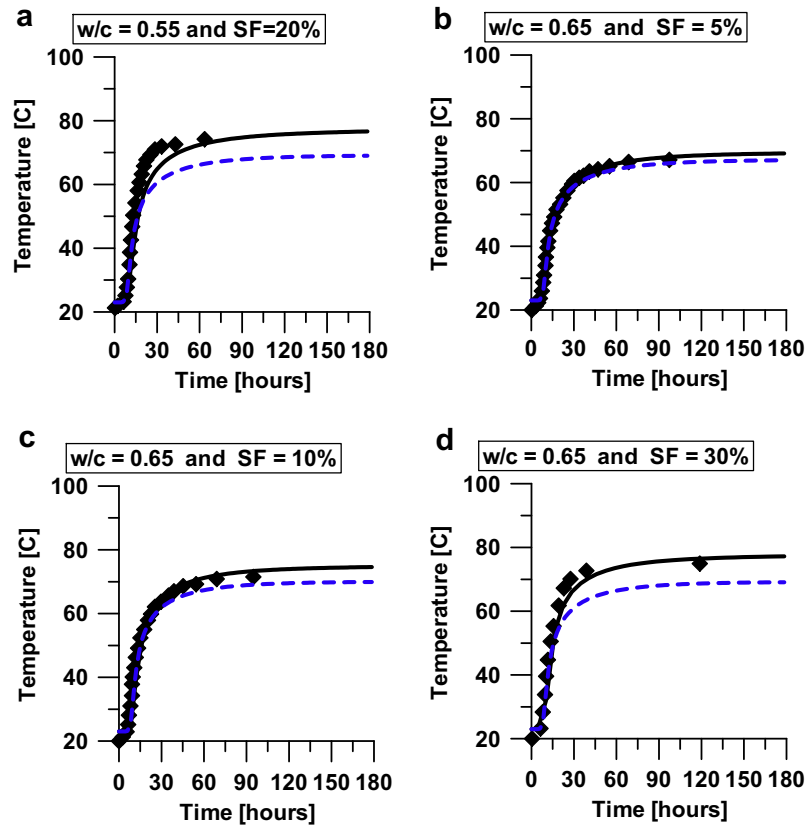 a
w/c = 0.55 and SF=20%
Temperature [C]
100
80
60
40
20
0 30 60 90 120 150 180
Time [hours]
b
w/c = 0.65 and SF = 5%
Temperature [C]
100
80
60
40
20
0 30 60 90 120 150 180
Time [hours]
c
w/c = 0.65 and SF = 10%
Temperature [C]
100
80
60
40
20
0 30 60 90 120 150 180
Time [hours]
d
w/c = 0.65 and SF = 30%
Temperature [C]
100
80
60
40
20
0 30 60 90 120 150 180
Time [hours]